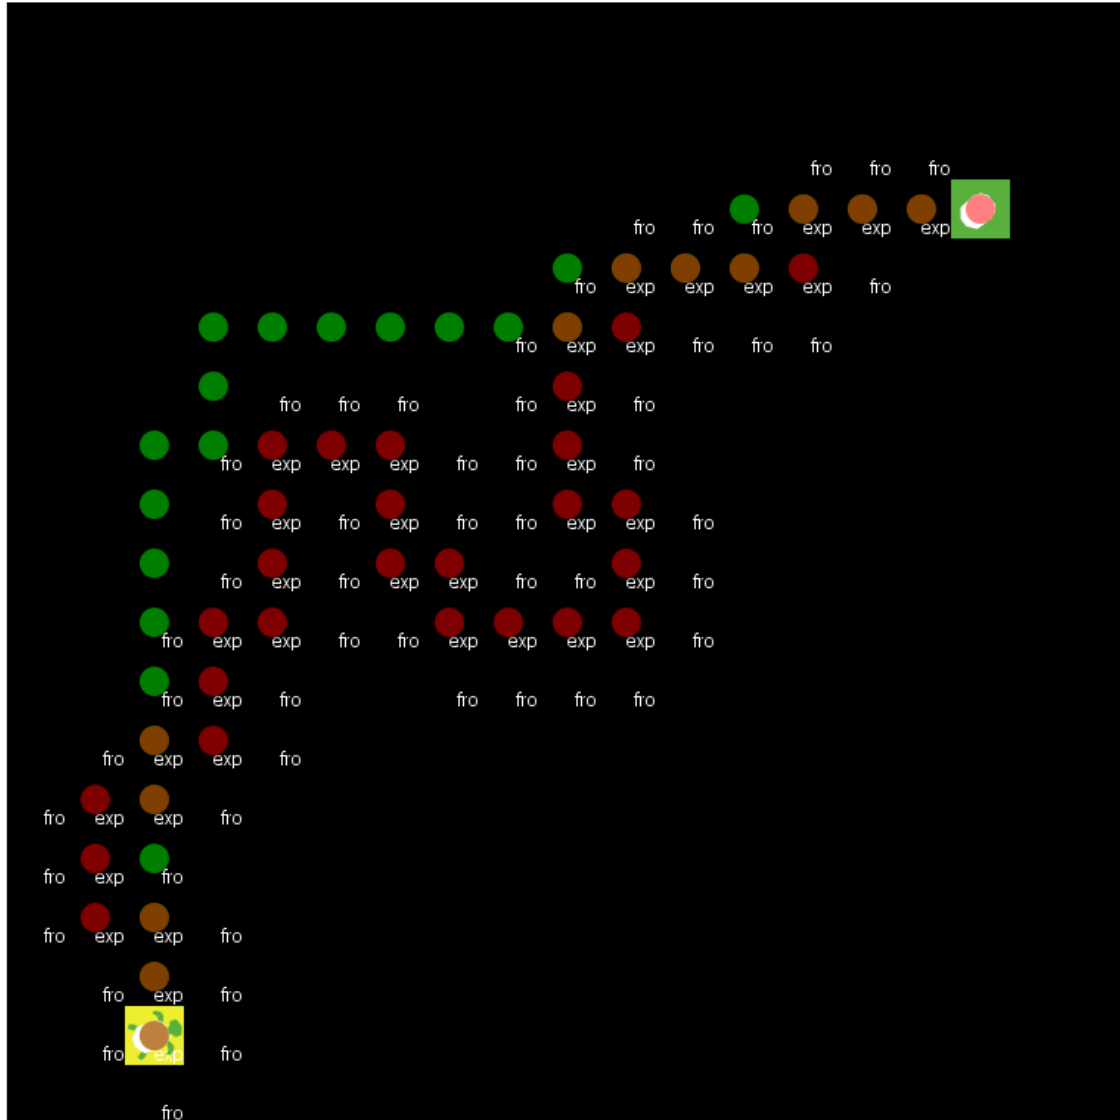 fro fro fro
fro fro fro exp exp exp
fro exp exp exp exp fro
fro exp exp fro fro fro
fro fro fro fro exp fro
fro exp exp exp fro fro exp fro
fro exp fro exp fro fro exp exp fro
fro exp fro exp exp fro fro exp fro
fro exp exp fro fro exp exp exp exp fro
fro exp fro fro fro fro fro
fro exp exp fro
fro exp exp fro
fro exp fro
fro exp exp fro
fro exp fro
fro exp fro
fro